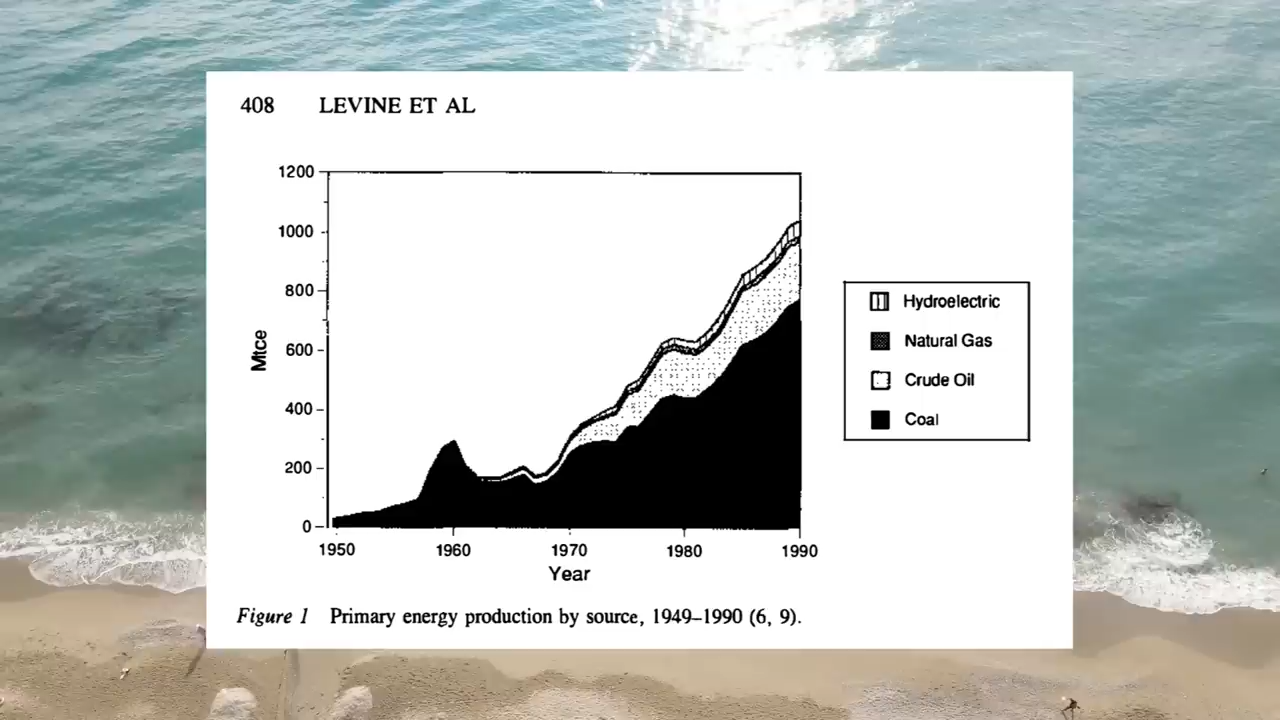 408 LEVINE ET AL
1200
1000
800
600
400
200
0
Mtce
1950 1960 1970 1980 1990
Year
Hydroelectric
Natural Gas
Crude Oil
Coal
Figure 1 Primary energy production by source, 1949–1990 (6, 9).